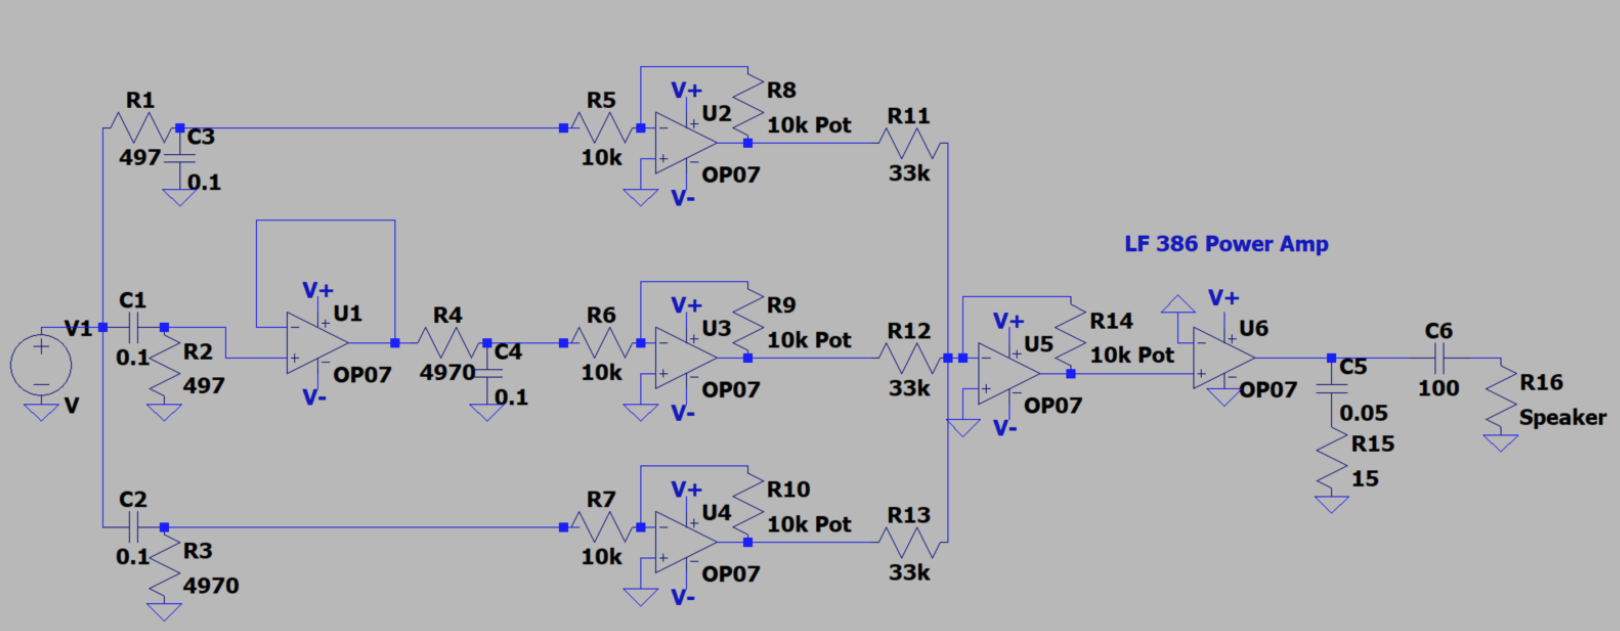 R1
497
C3
0.1
R5
10k
V+
U2
OP07
V-
R8
10k Pot
R11
33k
V1
V
C1
0.1
R2
497
V+
U1
OP07
V-
R4
4970
C4
0.1
R6
10k
V+
U3
OP07
V-
R9
10k Pot
R12
33k
C2
0.1
R3
4970
R7
10k
V+
U4
OP07
V-
R10
10k Pot
R13
33k
V+
U5
OP07
V-
R14
10k Pot
LF 386 Power Amp
V+
U6
OP07
C5
0.05
R15
15
C6
100
R16
Speaker